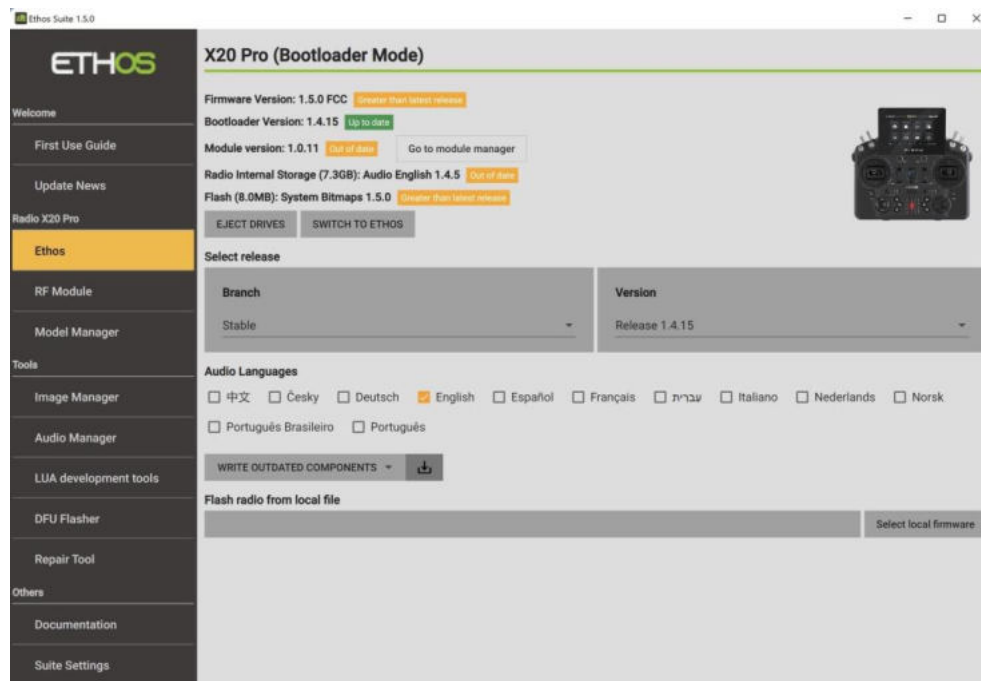 Ethos Suite 1.5.0
ETHOS
X20 Pro (Bootloader Mode)
Welcome
First Use Guide
Update News
Radio X20 Pro
Ethos
RF Module
Model Manager
Tools
Image Manager
Audio Manager
LUA development tools
DFU Flasher
Repair Tool
Others
Documentation
Suite Settings
Firmware Version: 1.5.0 FCC Greater than latest release
Bootloader Version: 1.4.15 Up to date
Module version: 1.0.11 Out of date Go to module manager
Radio Internal Storage (7.3GB): Audio English 1.4.5 Out of date
Flash (8.0MB): System Bitmaps 1.5.0 Greater than latest release
EJECT DRIVES SWITCH TO ETHOS
Select release
Branch
Stable
Version
Release 1.4.15
Audio Languages
中文 Česky Deutsch English Español Français עברית Italiano Nederlands Norsk
Português Brasileiro Português
WRITE OUTDATED COMPONENTS
Flash radio from local file
Select local firmware